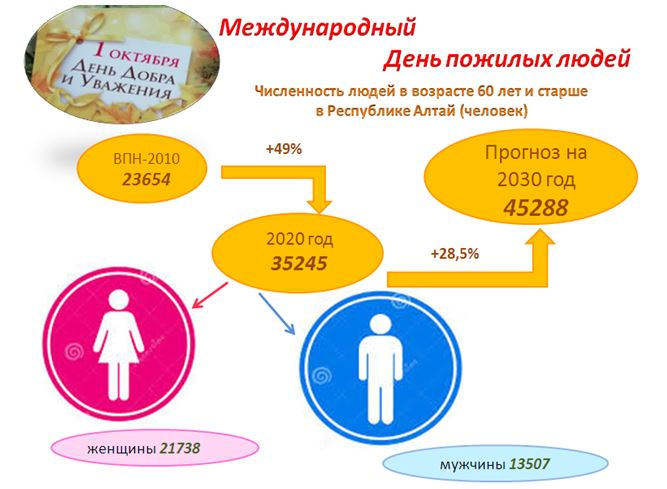 1 ОКТЯБРЯ
ДЕНЬ ДОБРА
И УВАЖЕНИЯ
Международный
День пожилых людей
Численность людей в возрасте 60 лет и старше
в Республике Алтай (человек)
ВПН-2010
23654
+49%
Прогноз на
2030 год
45288
2020 год
35245
+28,5%
женщины 21738
мужчины 13507